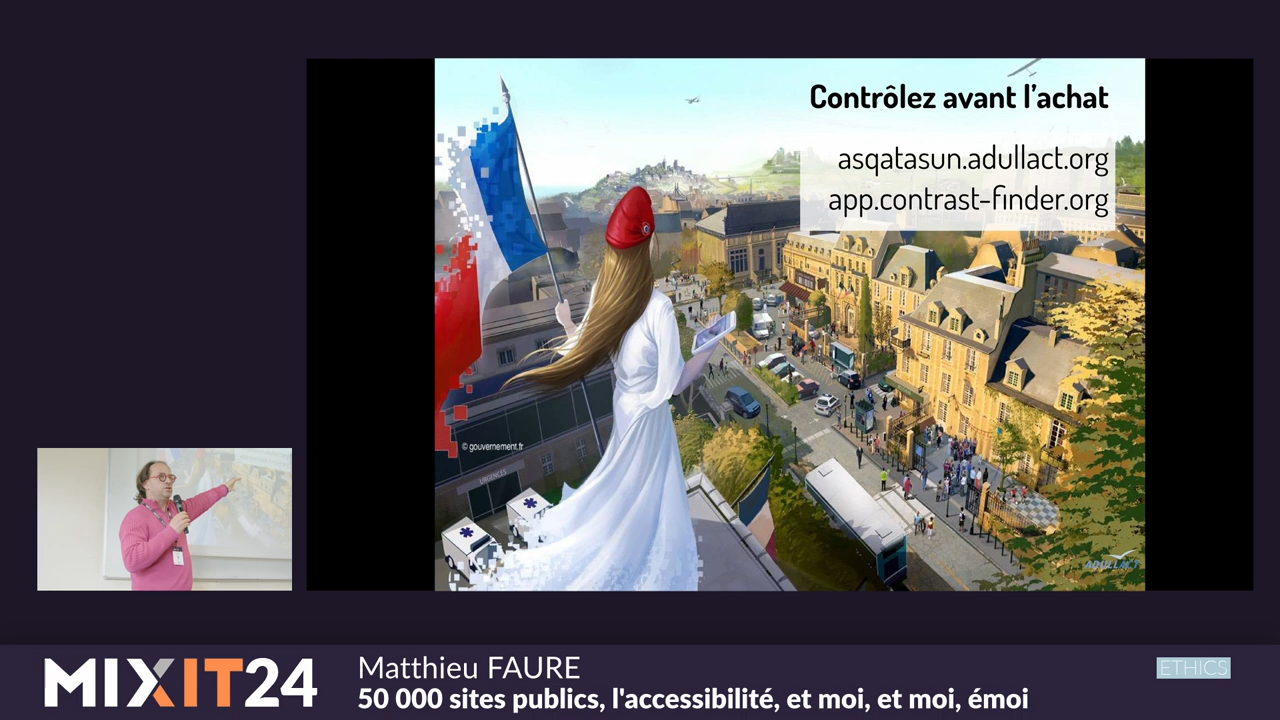 Contrôlez avant l'achat
asqatasun.adullact.org
app.contrast-finder.org
© gouvernement.fr
URGENCES
ADULLACT
MIXIT24
Matthieu FAURE
50 000 sites publics, l'accessibilité, et moi, et moi, émoi
ETHICS